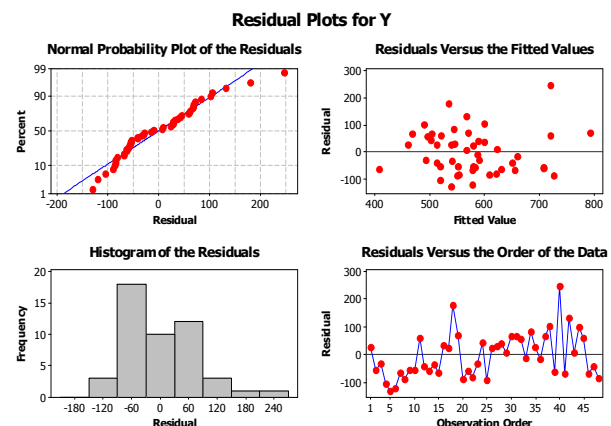 Residual Plots for Y
Normal Probability Plot of the Residuals
99
90
50
10
1
Percent
-200 -100 0 100 200
Residual
Residuals Versus the Fitted Values
300
200
100
0
-100
Residual
400 500 600 700 800
Fitted Value
Histogram of the Residuals
20
15
10
5
0
Frequency
-180 -120 -60 0 60 120 180 240
Residual
Residuals Versus the Order of the Data
300
200
100
0
-100
Residual
1 5 10 15 20 25 30 35 40 45
Observation Order